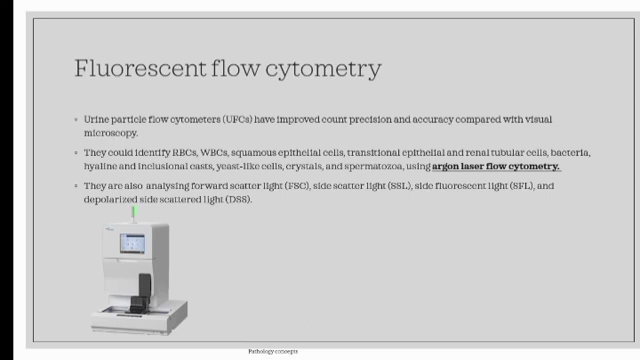 Fluorescent flow cytometry
Urine particle flow cytometers (UFCs) have improved count precision and accuracy compared with visual
microscopy.
They could identify RBCs, WBCs, squamous epithelial cells, transitional epithelial and renal tubular cells, bacteria,
hyaline and inclusional casts, yeast-like cells, crystals, and spermatozoa, using argon laser flow cytometry.
They are also analysing forward scatter light (FSC), side scatter light (SSL), side fluorescent light (SFL), and
depolarized side scattered light (DSS).
Pathology concepts